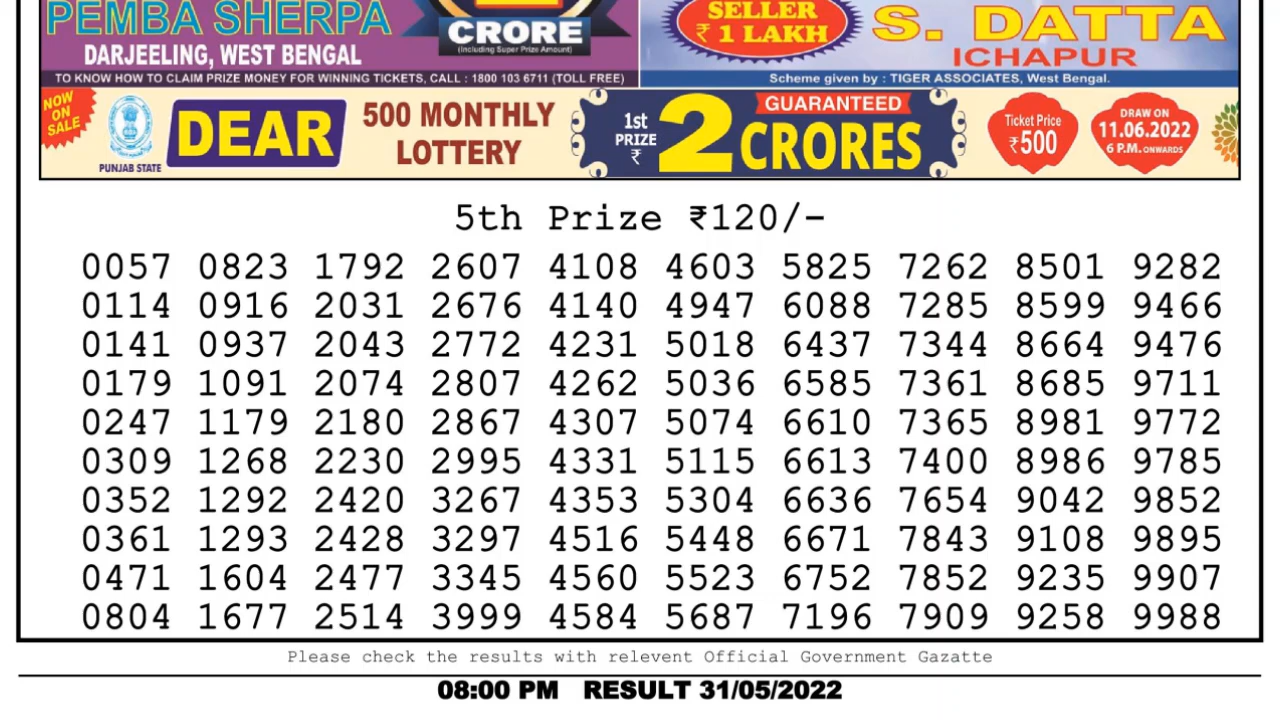 PEMBA SHERPA
DARJEELING, WEST BENGAL
CRORE
(Including Super Prize Amount)
TO KNOW HOW TO CLAIM PRIZE MONEY FOR WINNING TICKETS, CALL : 1800 103 6711 (TOLL FREE)
SELLER
₹ 1 LAKH
S. DATTA
ICHAPUR
Scheme given by : TIGER ASSOCIATES, West Bengal.
NOW
ON
SALE
PUNJAB STATE
DEAR
500 MONTHLY
LOTTERY
1st
PRIZE
₹
2
GUARANTEED
CRORES
Ticket Price
₹500
DRAW ON
11.06.2022
6 P.M. ONWARDS
5th Prize ₹120/-
0057 0823 1792 2607 4108 4603 5825 7262 8501 9282
0114 0916 2031 2676 4140 4947 6088 7285 8599 9466
0141 0937 2043 2772 4231 5018 6437 7344 8664 9476
0179 1091 2074 2807 4262 5036 6585 7361 8685 9711
0247 1179 2180 2867 4307 5074 6610 7365 8981 9772
0309 1268 2230 2995 4331 5115 6613 7400 8986 9785
0352 1292 2420 3267 4353 5304 6636 7654 9042 9852
0361 1293 2428 3297 4516 5448 6671 7843 9108 9895
0471 1604 2477 3345 4560 5523 6752 7852 9235 9907
0804 1677 2514 3999 4584 5687 7196 7909 9258 9988
Please check the results with relevent Official Government Gazatte
08:00 PM RESULT 31/05/2022